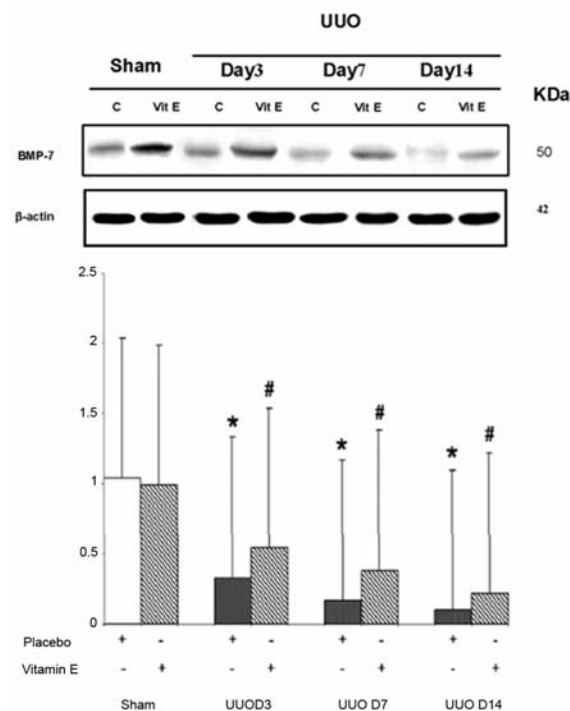 UUO
Sham Day3 Day7 Day14
KDa
C Vit E C Vit E C Vit E C Vit E
BMP-7 50
β-actin 42
2.5
2
1.5
1
0.5
0
* # * # * #
Placebo + - + - + - + -
Vitamin E - + - + - + - +
Sham UUOD3 UUO D7 UUO D14